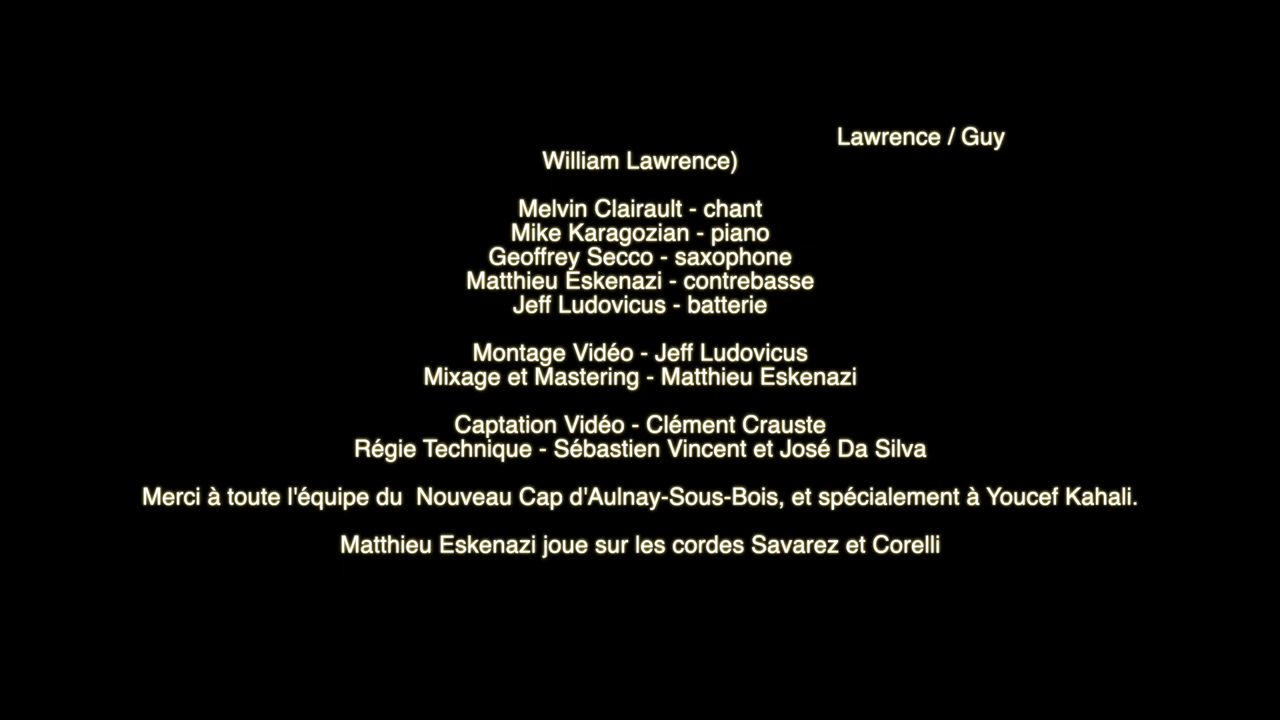 Lawrence / Guy
William Lawrence)
Melvin Clairault - chant
Mike Karagozian - piano
Geoffrey Secco - saxophone
Matthieu Eskenazi - contrebasse
Jeff Ludovicus - batterie
Montage Vidéo - Jeff Ludovicus
Mixage et Mastering - Matthieu Eskenazi
Captation Vidéo - Clément Crauste
Régie Technique - Sébastien Vincent et José Da Silva
Merci à toute l'équipe du  Nouveau Cap d'Aulnay-Sous-Bois, et spécialement à Youcef Kahali.
Matthieu Eskenazi joue sur les cordes Savarez et Corelli